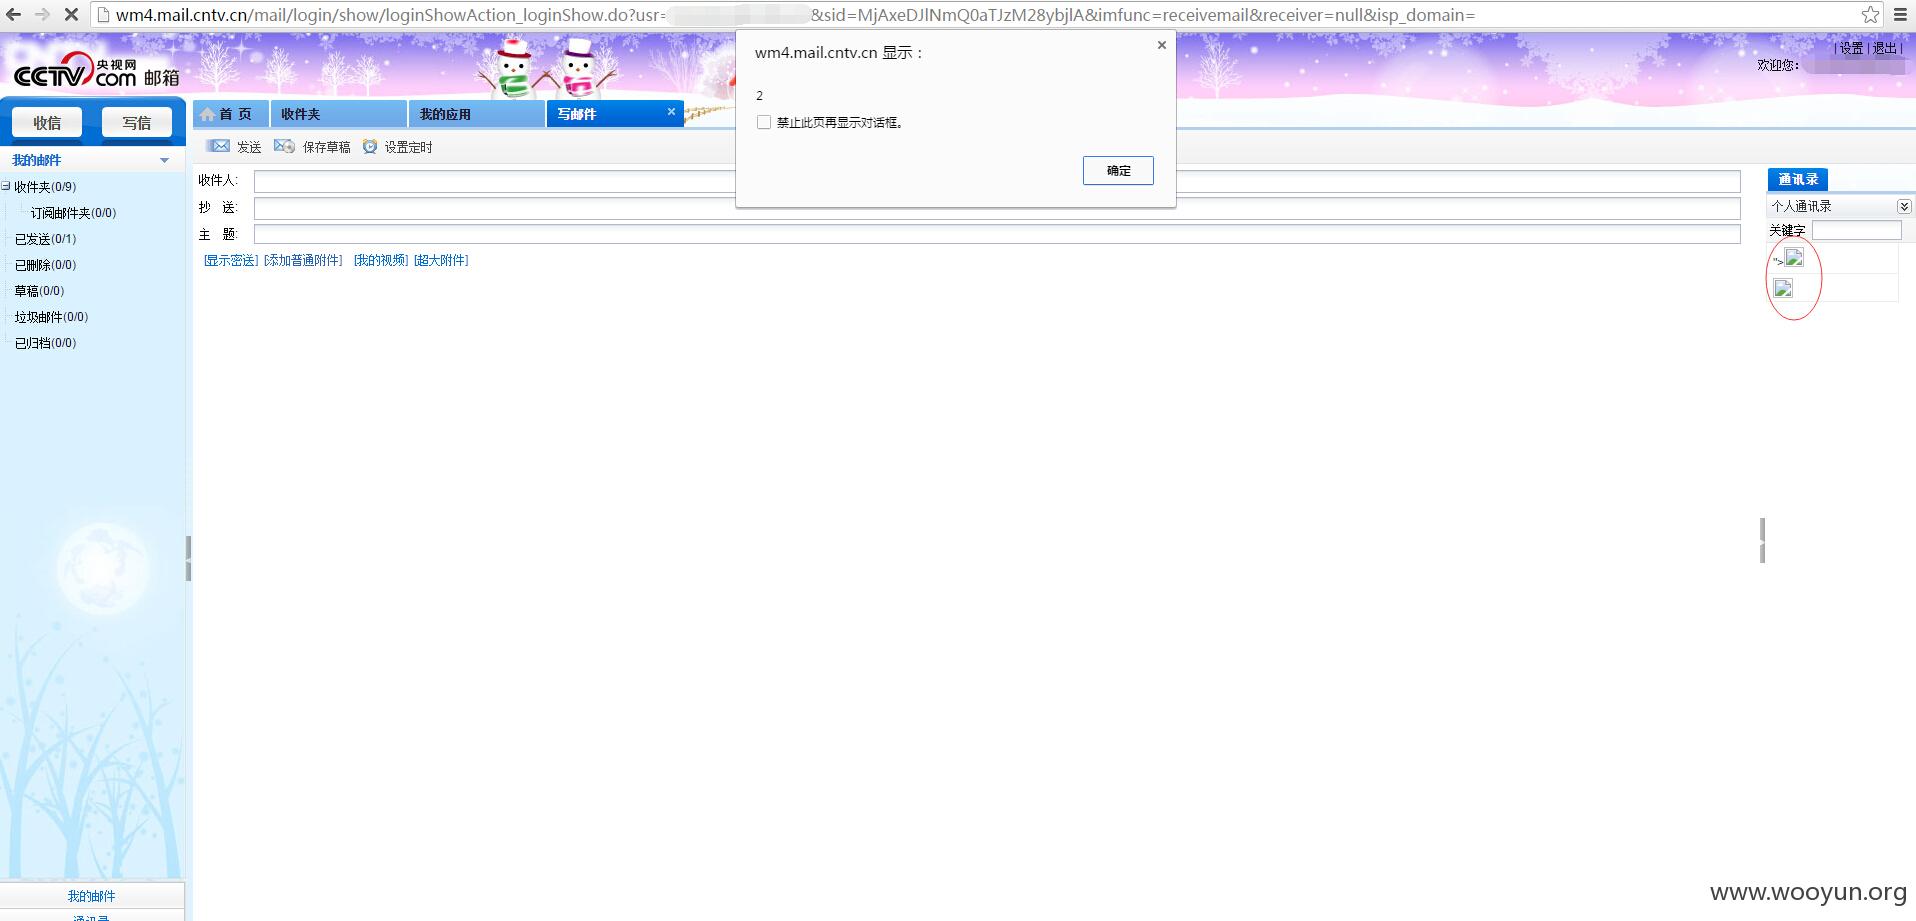 wm4.mail.cntv.cn/mail/login/show/loginShowAction_loginShow.do?usr= &sid=MjAxeDJlNmQ0aTJzM28ybjlA&imfunc=receivemail&receiver=null&isp_domain=
CCTV.com 央视网 邮箱
| 设置 | 退出 |
欢迎您：
wm4.mail.cntv.cn 显示：
2
禁止此页再显示对话框。
确定
收信 写信
首 页 收件夹 我的应用 写邮件
发送 保存草稿 设置定时
我的邮件
收件夹(0/9)
订阅邮件夹(0/0)
已发送(0/1)
已删除(0/0)
草稿(0/0)
垃圾邮件(0/0)
已归档(0/0)
收件人:
抄 送:
主 题:
[显示密送] [添加普通附件] [我的视频] [超大附件]
通讯录
个人通讯录
关键字
">
我的邮件
通讯录
www.wooyun.org